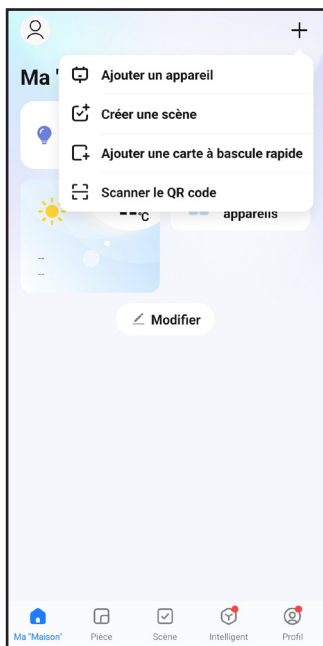 Ma "
Ajouter un appareil
Créer une scène
Ajouter une carte à bascule rapide
Scanner le QR code
--°C
appareils
--
--
Modifier
Ma "Maison"
Pièce
Scène
Intelligent
Profil